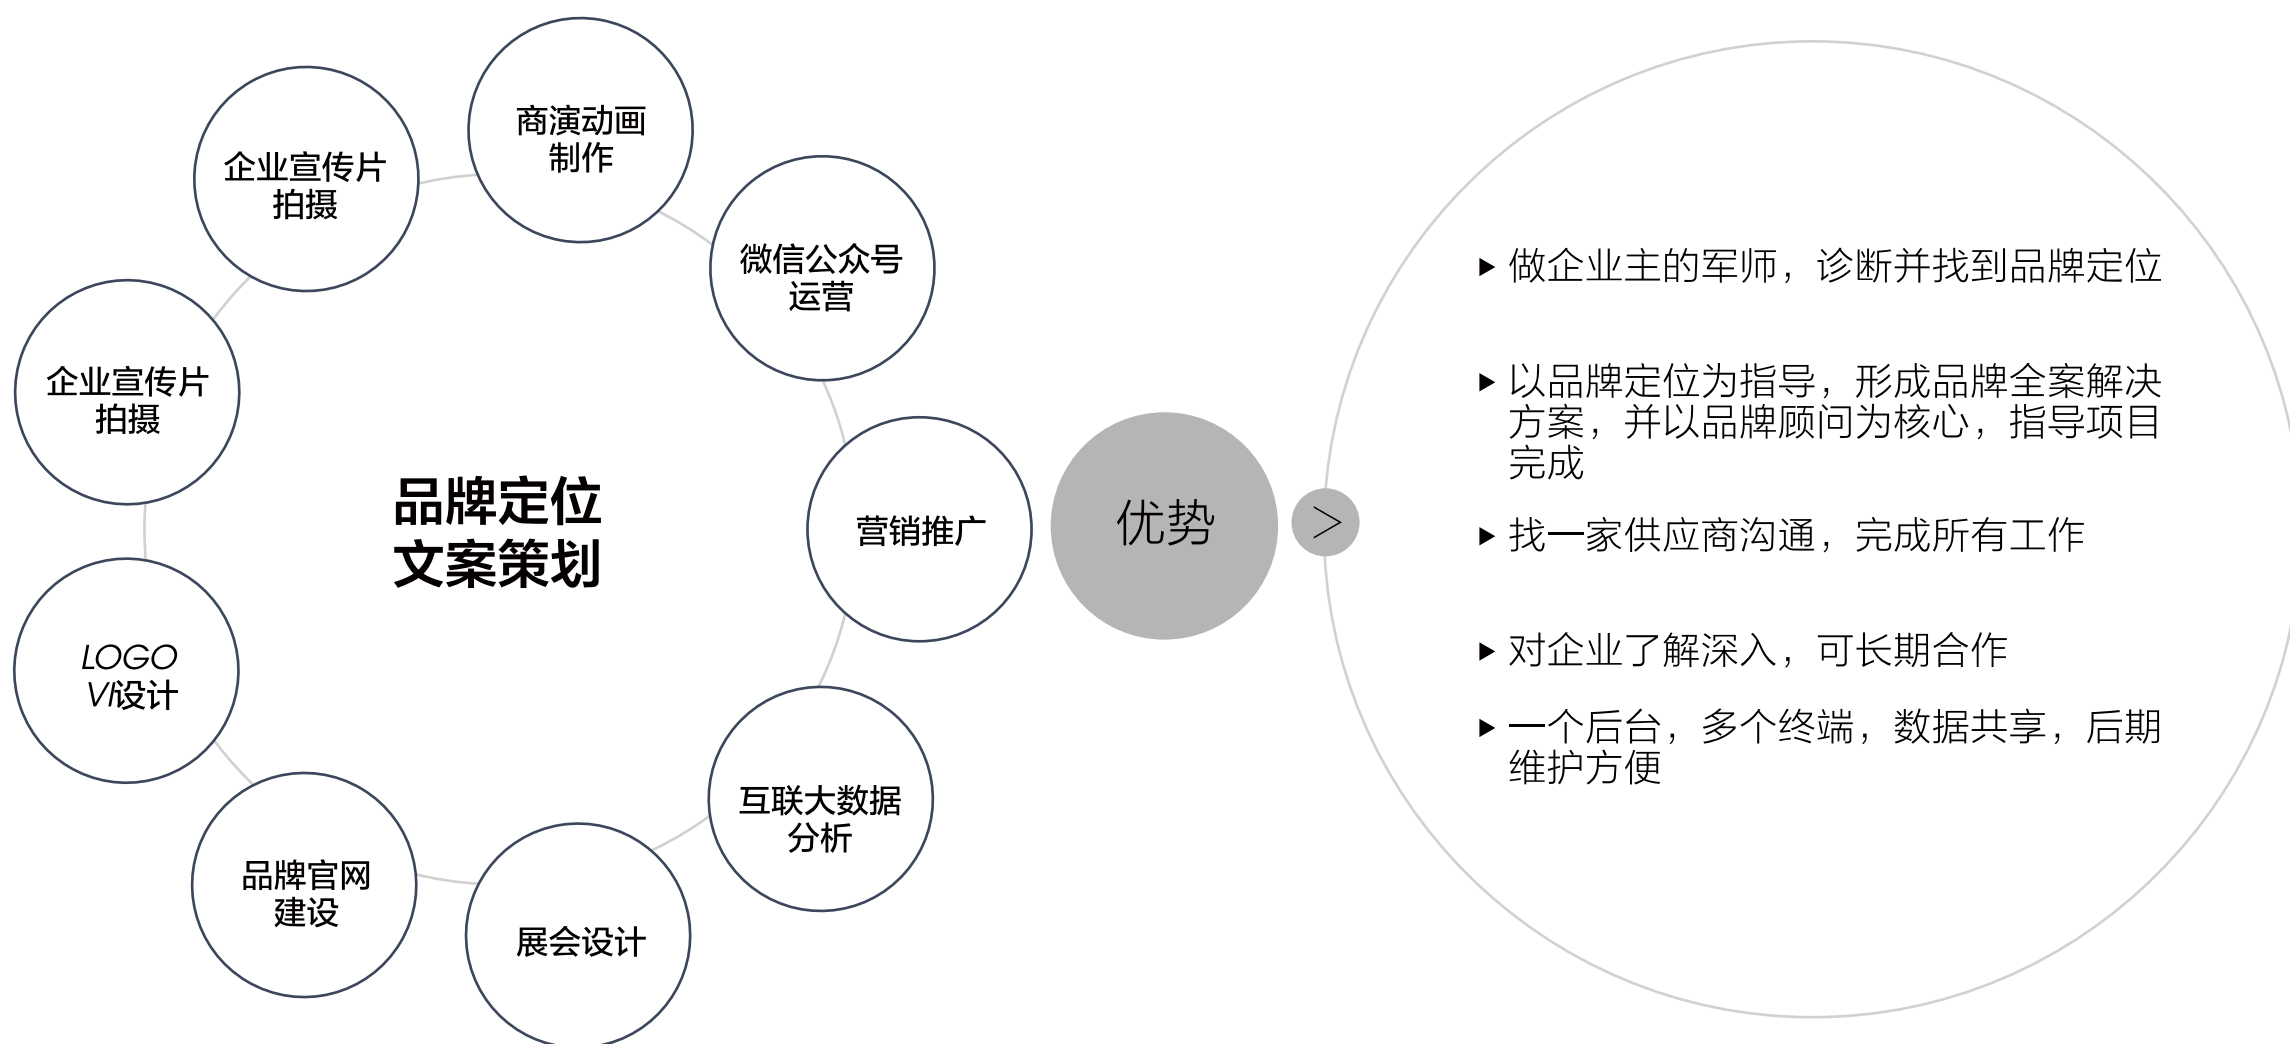 商演动画
制作
企业宣传片
拍摄
微信公众号
运营
企业宣传片
拍摄
品牌定位
文案策划
营销推广
LOGO
VI设计
互联大数据
分析
品牌官网
建设
展会设计
优势
>
做企业主的军师，诊断并找到品牌定位
以品牌定位为指导，形成品牌全案解决
方案，并以品牌顾问为核心，指导项目
完成
找一家供应商沟通，完成所有工作
对企业了解深入，可长期合作
一个后台，多个终端，数据共享，后期
维护方便